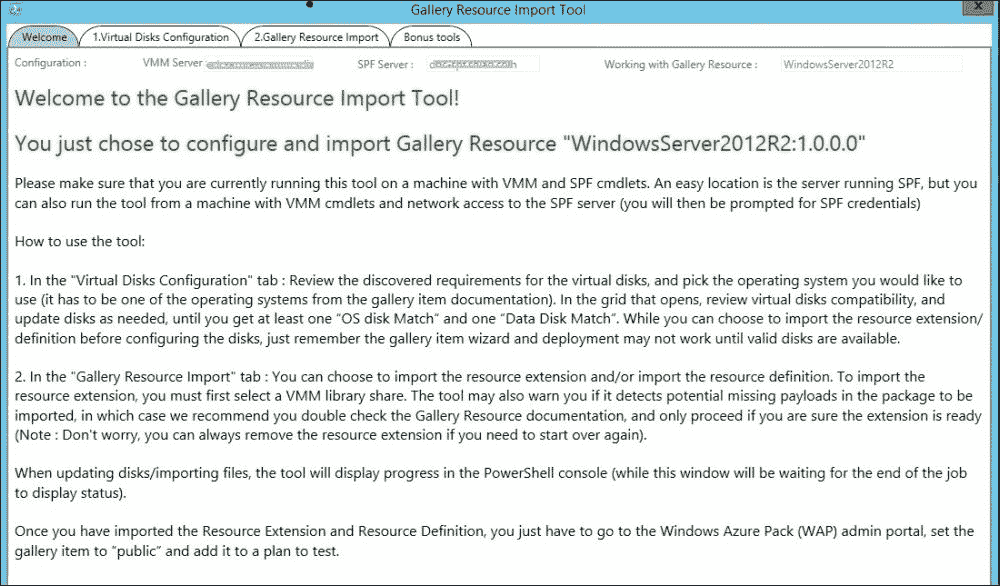 Gallery Resource Import Tool
x
Welcome 1.Virtual Disks Configuration 2.Gallery Resource Import Bonus tools
Configuration : VMM Server SPF Server : Working with Gallery Resource : WindowsServer2012R2
Welcome to the Gallery Resource Import Tool!
You just chose to configure and import Gallery Resource "WindowsServer2012R2:1.0.0.0"
Please make sure that you are currently running this tool on a machine with VMM and SPF cmdlets. An easy location is the server running SPF, but you
can also run the tool from a machine with VMM cmdlets and network access to the SPF server (you will then be prompted for SPF credentials)
How to use the tool:
1. In the "Virtual Disks Configuration" tab : Review the discovered requirements for the virtual disks, and pick the operating system you would like to
use (it has to be one of the operating systems from the gallery item documentation). In the grid that opens, review virtual disks compatibility, and
update disks as needed, until you get at least one “OS disk Match” and one “Data Disk Match”. While you can choose to import the resource extension/
definition before configuring the disks, just remember the gallery item wizard and deployment may not work until valid disks are available.
2. In the "Gallery Resource Import" tab : You can choose to import the resource extension and/or import the resource definition. To import the
resource extension, you must first select a VMM library share. The tool may also warn you if it detects potential missing payloads in the package to be
imported, in which case we recommend you double check the Gallery Resource documentation, and only proceed if you are sure the extension is ready
(Note : Don't worry, you can always remove the resource extension if you need to start over again).
When updating disks/importing files, the tool will display progress in the PowerShell console (while this window will be waiting for the end of the job
to display status).
Once you have imported the Resource Extension and Resource Definition, you just have to go to the Windows Azure Pack (WAP) admin portal, set the
gallery item to “public” and add it to a plan to test.